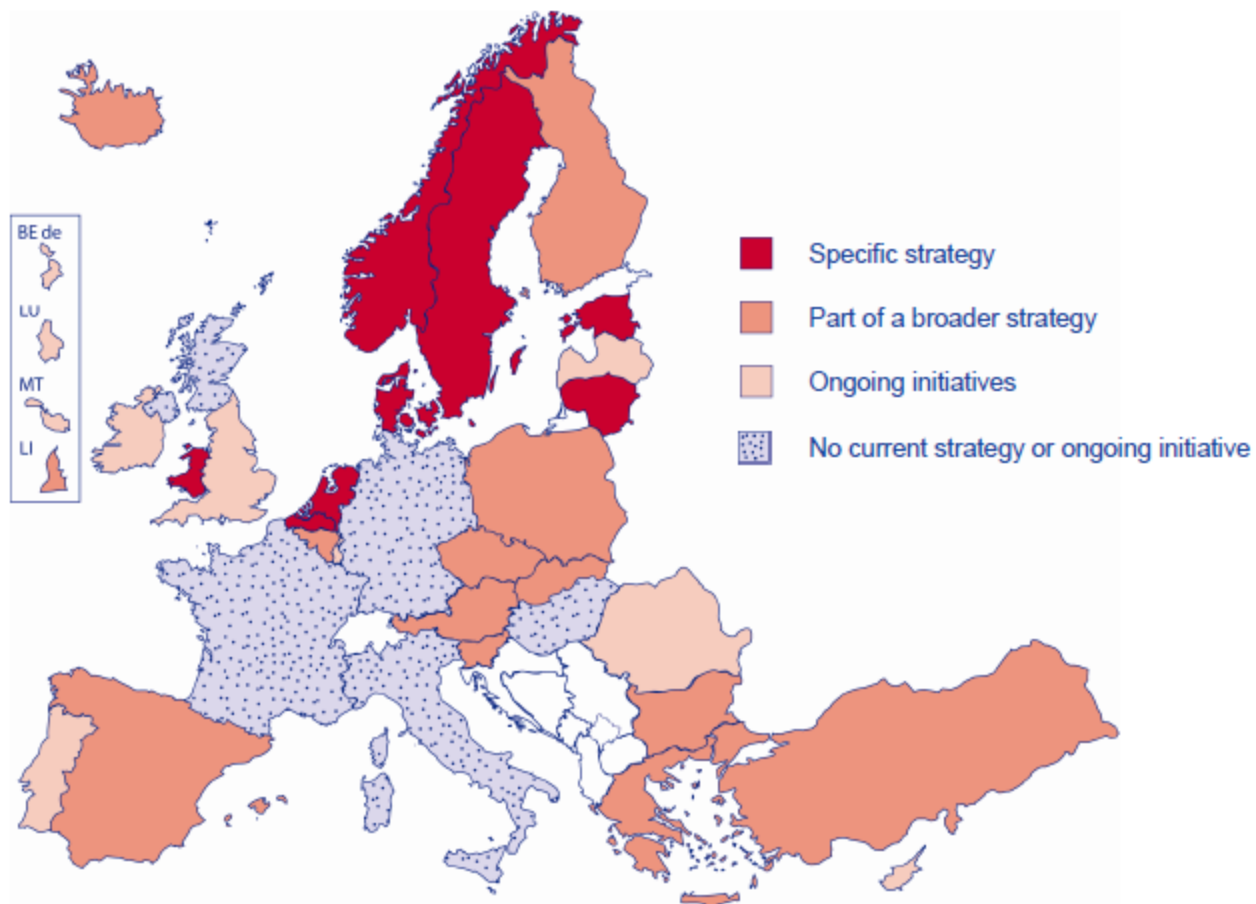 BE de
LU
MT
LI
Specific strategy
Part of a broader strategy
Ongoing initiatives
No current strategy or ongoing initiative